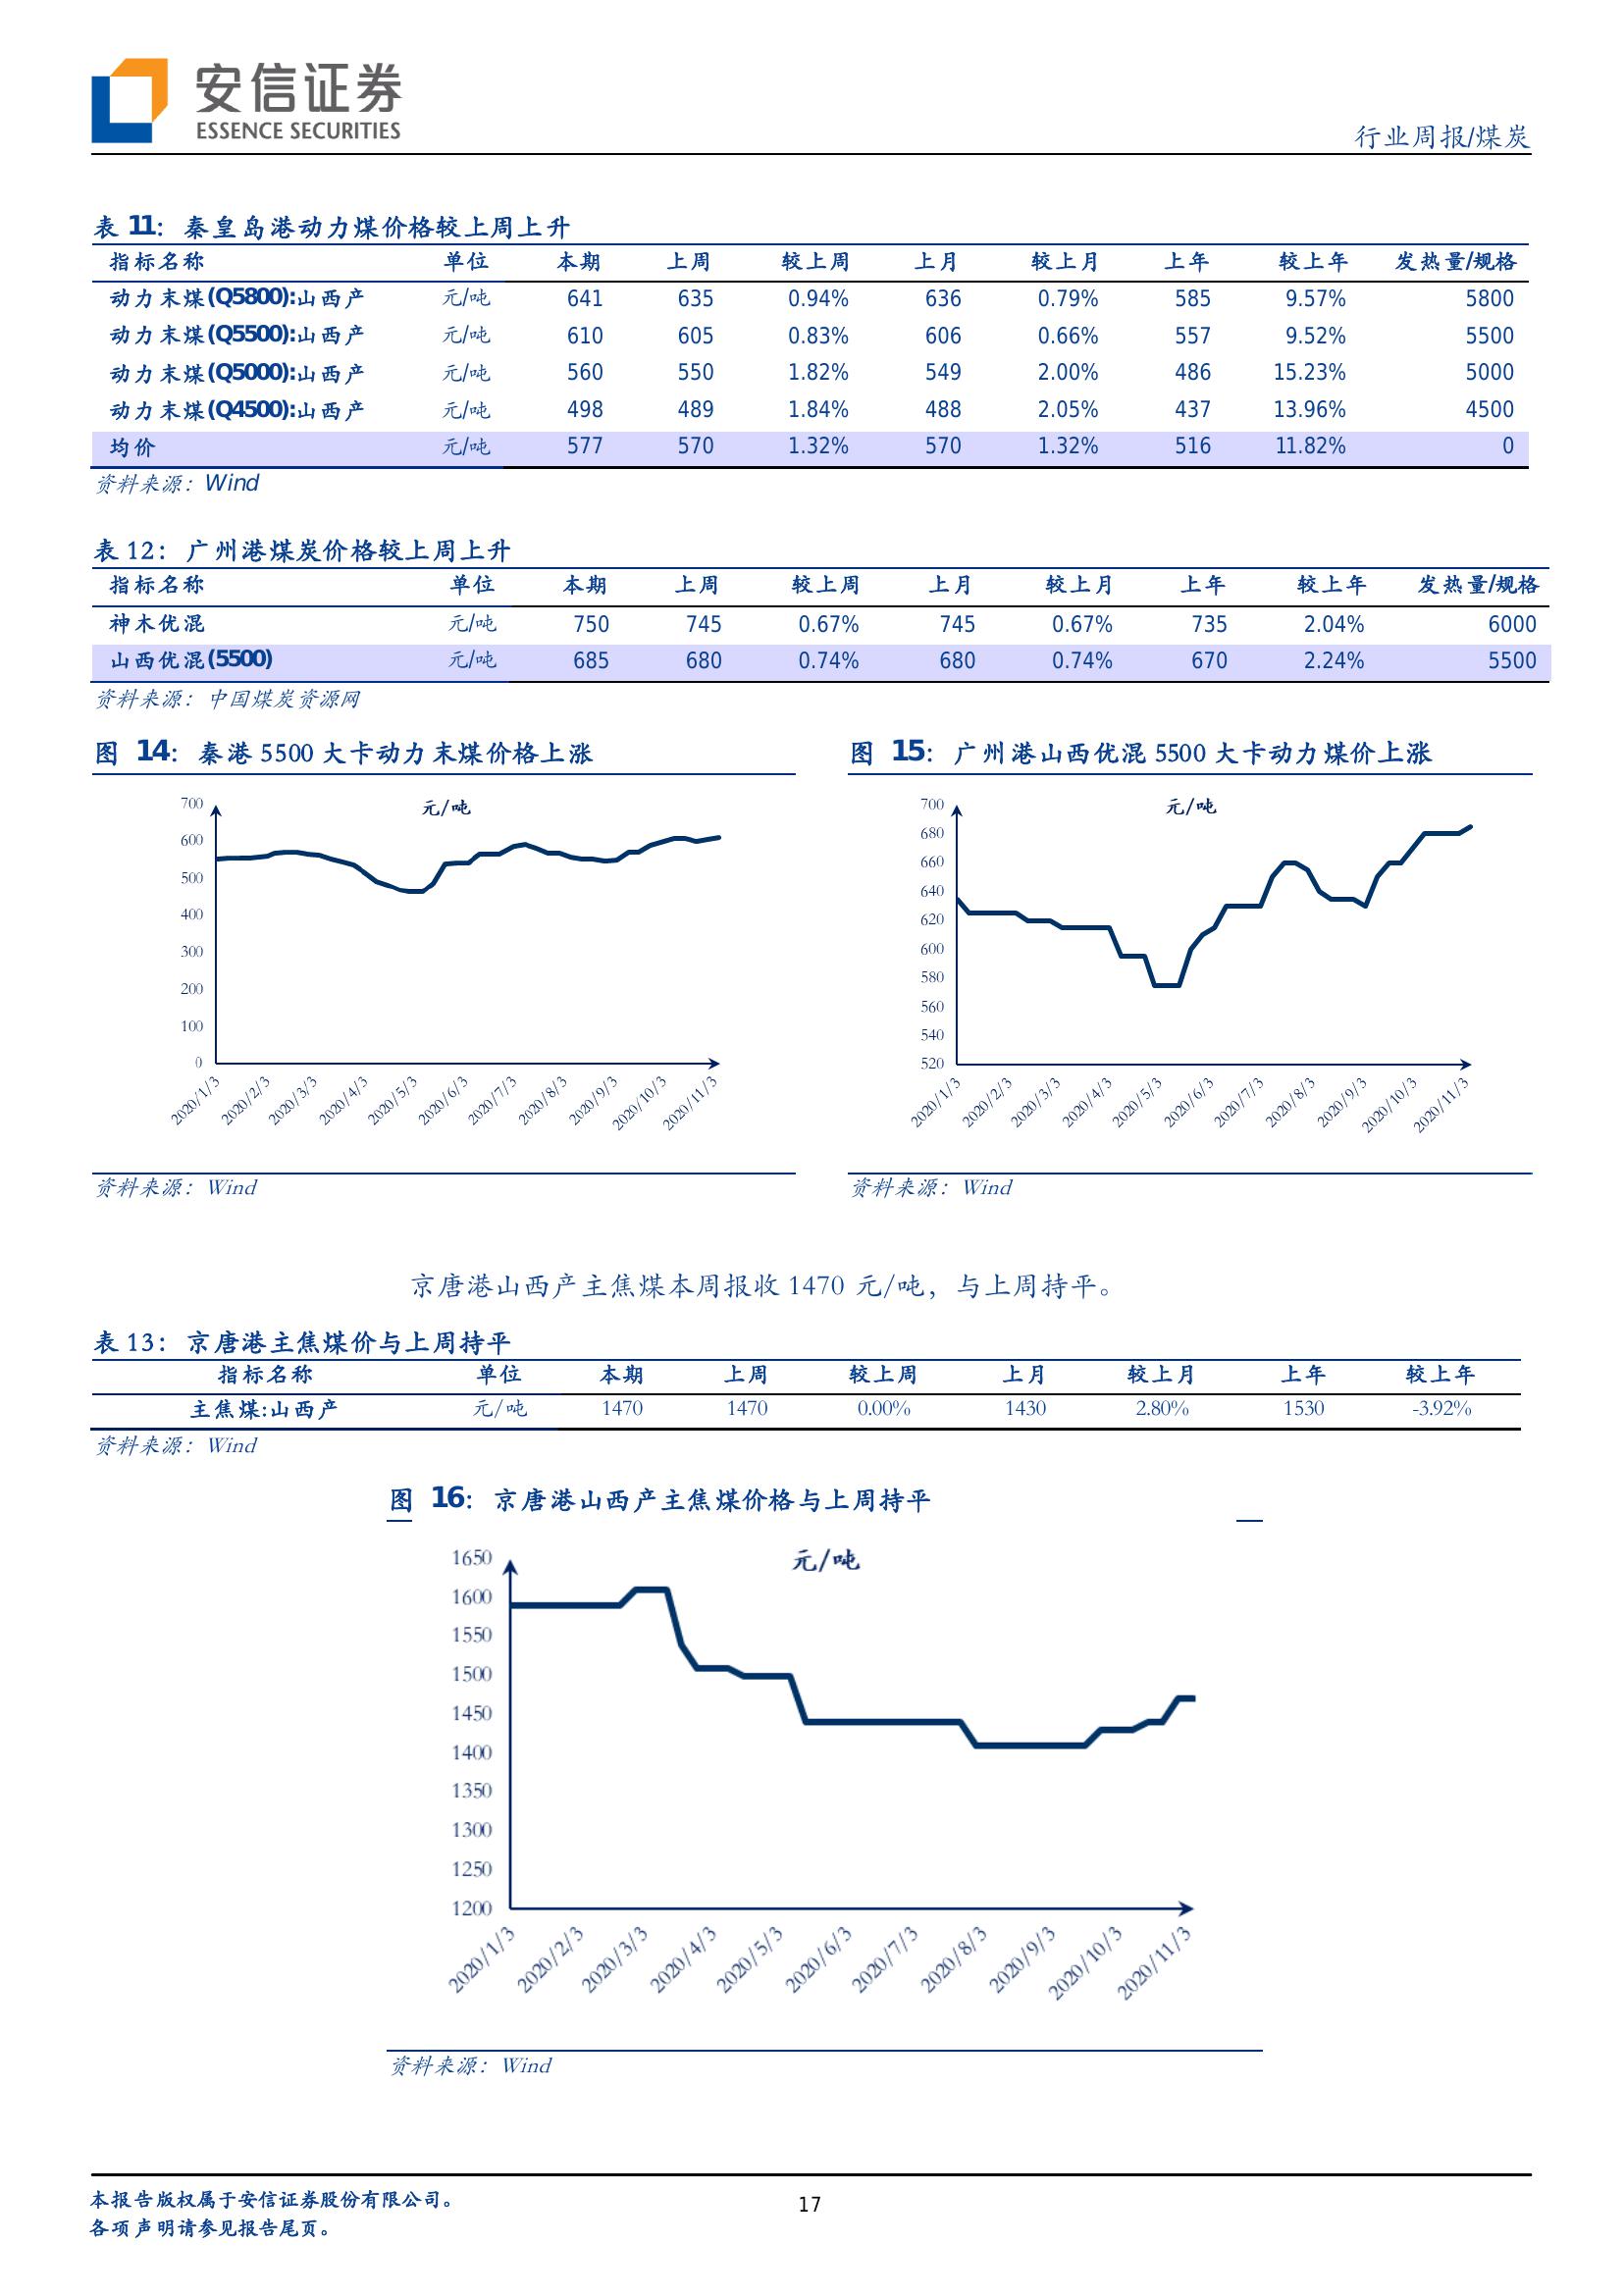 安信证券
ESSENCE SECURITIES
行业周报/煤炭
表 11：秦皇岛港动力煤价格较上周上升
指标名称 单位 本期 上周 较上周 上月 较上月 上年 较上年 发热量/规格
动力末煤(Q5800):山西产 元/吨 641 635 0.94% 636 0.79% 585 9.57% 5800
动力末煤(Q5500):山西产 元/吨 610 605 0.83% 606 0.66% 557 9.52% 5500
动力末煤(Q5000):山西产 元/吨 560 550 1.82% 549 2.00% 486 15.23% 5000
动力末煤(Q4500):山西产 元/吨 498 489 1.84% 488 2.05% 437 13.96% 4500
均价 元/吨 577 570 1.32% 570 1.32% 516 11.82% 0
资料来源：Wind
表 12：广州港煤炭价格较上周上升
指标名称 单位 本期 上周 较上周 上月 较上月 上年 较上年 发热量/规格
神木优混 元/吨 750 745 0.67% 745 0.67% 735 2.04% 6000
山西优混(5500) 元/吨 685 680 0.74% 680 0.74% 670 2.24% 5500
资料来源：中国煤炭资源网
图 14：秦港 5500 大卡动力末煤价格上涨
元/吨
700
600
500
400
300
200
100
0
2020/1/3 2020/2/3 2020/3/3 2020/4/3 2020/5/3 2020/6/3 2020/7/3 2020/8/3 2020/9/3 2020/10/3 2020/11/3
资料来源：Wind
图 15：广州港山西优混 5500 大卡动力煤价上涨
元/吨
700
680
660
640
620
600
580
560
540
520
2020/1/3 2020/2/3 2020/3/3 2020/4/3 2020/5/3 2020/6/3 2020/7/3 2020/8/3 2020/9/3 2020/10/3 2020/11/3
资料来源：Wind
京唐港山西产主焦煤本周报收 1470 元/吨，与上周持平。
表 13：京唐港主焦煤价与上周持平
指标名称 单位 本期 上周 较上周 上月 较上月 上年 较上年
主焦煤:山西产 元/吨 1470 1470 0.00% 1430 2.80% 1530 -3.92%
资料来源：Wind
图 16：京唐港山西产主焦煤价格与上周持平
元/吨
1650
1600
1550
1500
1450
1400
1350
1300
1250
1200
2020/1/3 2020/2/3 2020/3/3 2020/4/3 2020/5/3 2020/6/3 2020/7/3 2020/8/3 2020/9/3 2020/10/3 2020/11/3
资料来源：Wind
本报告版权属于安信证券股份有限公司。
各项声明请参见报告尾页。
17